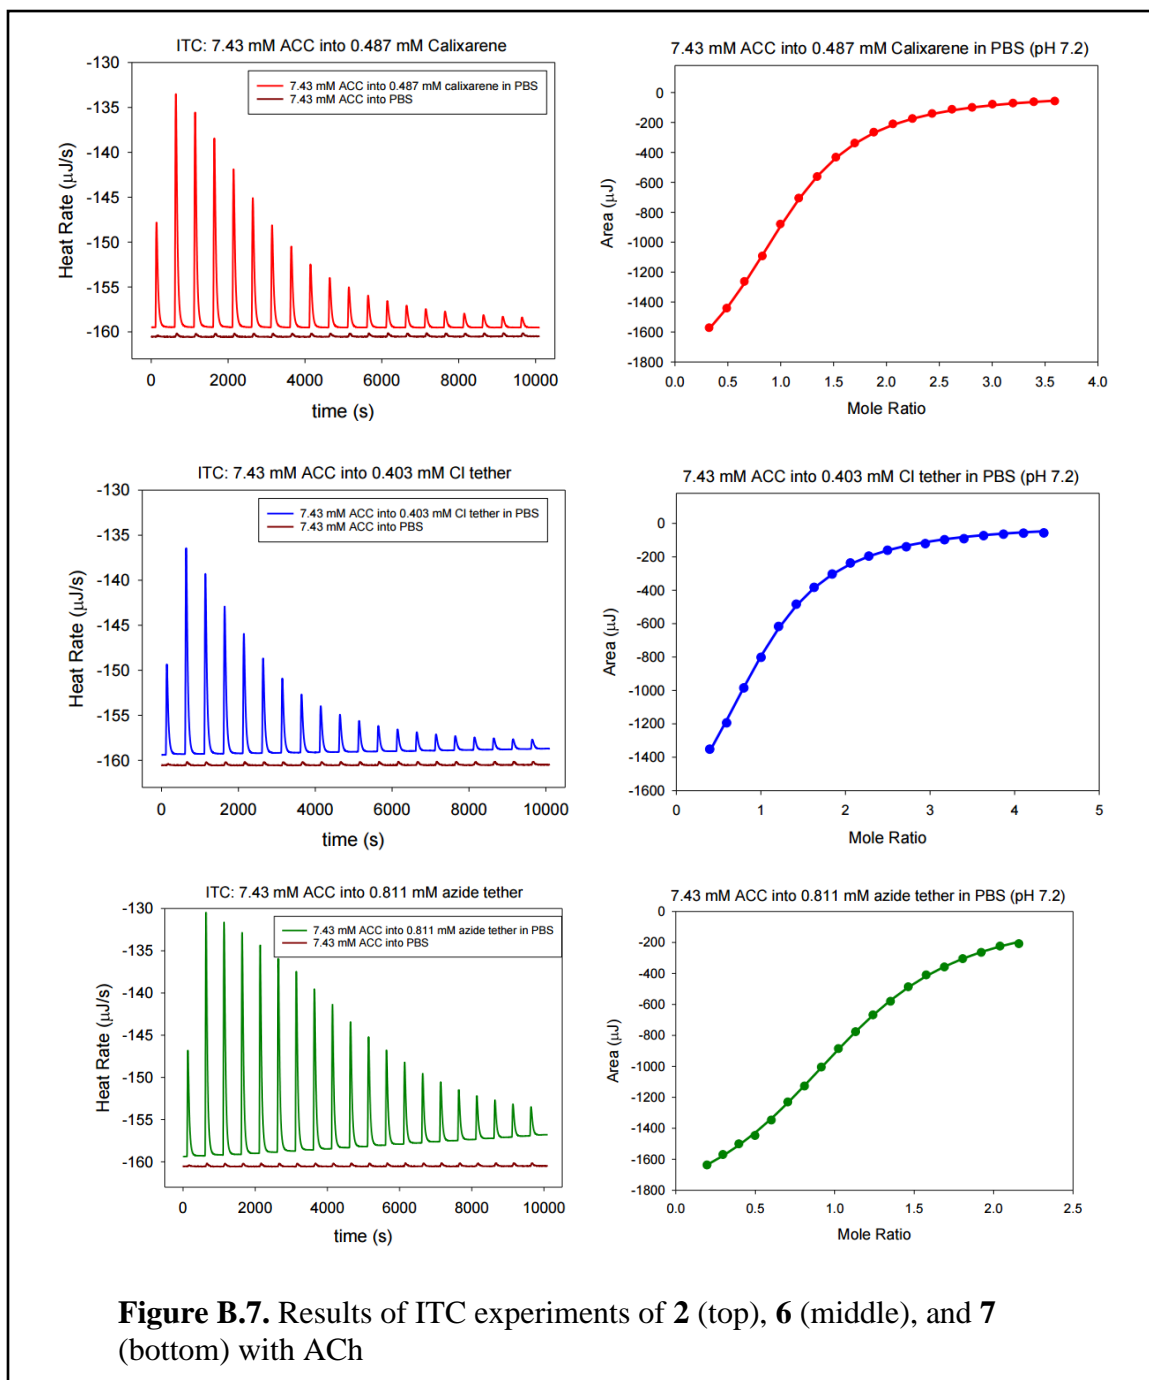 ITC: 7.43 mM ACC into 0.487 mM Calixarene
-130
-135
-140
-145
-150
-155
-160
Heat Rate (µJ/s)
7.43 mM ACC into 0.487 mM calixarene in PBS
7.43 mM ACC into PBS
0 2000 4000 6000 8000 10000
time (s)
7.43 mM ACC into 0.487 mM Calixarene in PBS (pH 7.2)
0
-200
-400
-600
-800
-1000
-1200
-1400
-1600
-1800
Area (µJ)
0.0 0.5 1.0 1.5 2.0 2.5 3.0 3.5 4.0
Mole Ratio
ITC: 7.43 mM ACC into 0.403 mM Cl tether
-130
-135
-140
-145
-150
-155
-160
Heat Rate (µJ/s)
7.43 mM ACC into 0.403 mM Cl tether in PBS
7.43 mM ACC into PBS
0 2000 4000 6000 8000 10000
time (s)
7.43 mM ACC into 0.403 mM Cl tether in PBS (pH 7.2)
0
-200
-400
-600
-800
-1000
-1200
-1400
-1600
Area (µJ)
0 1 2 3 4 5
Mole Ratio
ITC: 7.43 mM ACC into 0.811 mM azide tether
-130
-135
-140
-145
-150
-155
-160
Heat Rate (µJ/s)
7.43 mM ACC into 0.811 mM azide tether in PBS
7.43 mM ACC into PBS
0 2000 4000 6000 8000 10000
time (s)
7.43 mM ACC into 0.811 mM azide tether in PBS (pH 7.2)
0
-200
-400
-600
-800
-1000
-1200
-1400
-1600
-1800
Area (µJ)
0.0 0.5 1.0 1.5 2.0 2.5
Mole Ratio
Figure B.7. Results of ITC experiments of 2 (top), 6 (middle), and 7
(bottom) with ACh